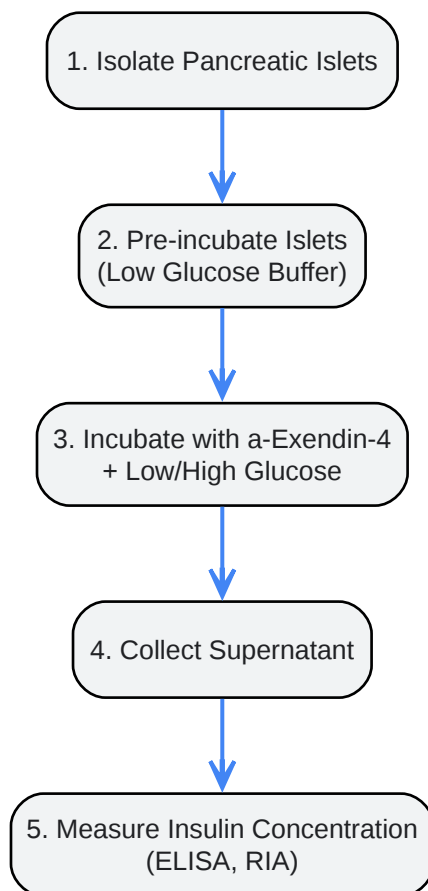 1. Isolate Pancreatic Islets
2. Pre-incubate Islets
(Low Glucose Buffer)
3. Incubate with a-Exendin-4
+ Low/High Glucose
4. Collect Supernatant
5. Measure Insulin Concentration
(ELISA, RIA)